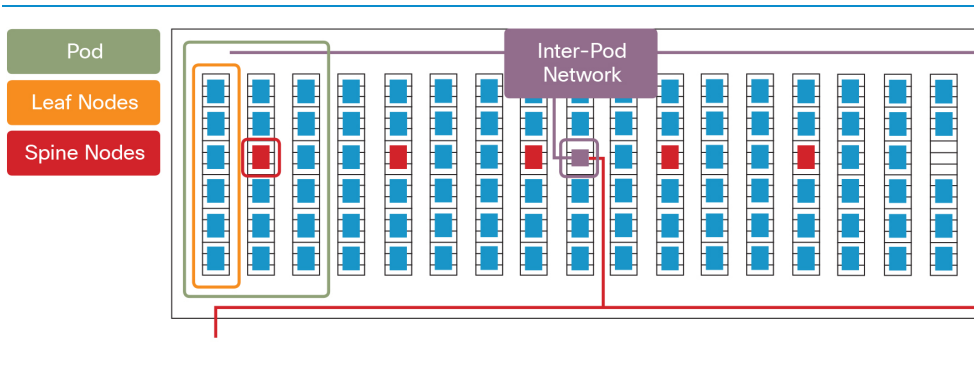 Pod
Leaf Nodes
Spine Nodes
Inter-Pod
Network